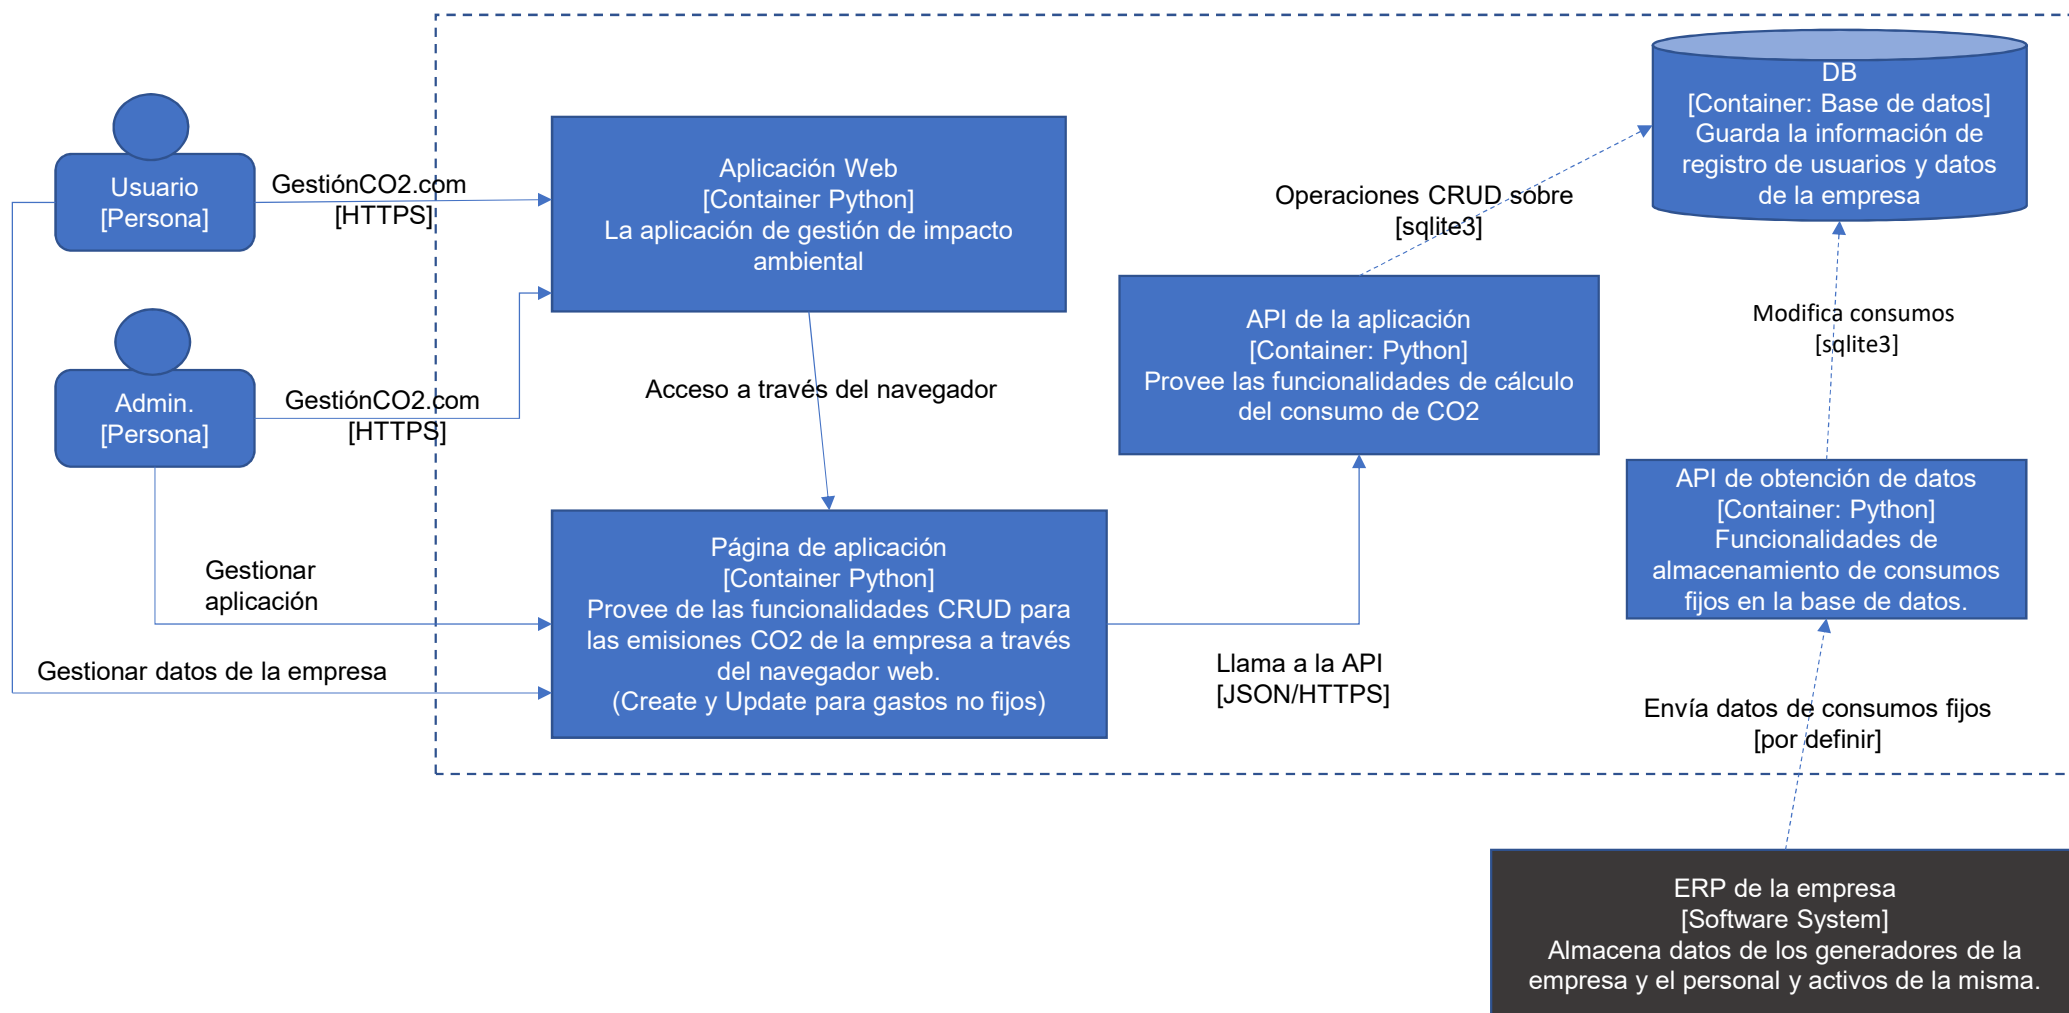 DB
[Container: Base de datos]
Guarda la información de
registro de usuarios y datos
de la empresa
Usuario
[Persona]
GestiónCO2.com
[HTTPS]
Aplicación Web
[Container Python]
La aplicación de gestión de impacto
ambiental
Operaciones CRUD sobre
[sqlite3]
Modifica consumos
[sqlite3]
API de la aplicación
[Container: Python]
Provee las funcionalidades de cálculo
del consumo de CO2
Admin.
[Persona]
GestiónCO2.com
[HTTPS]
Acceso a través del navegador
API de obtención de datos
[Container: Python]
Funcionalidades de
almacenamiento de consumos
fijos en la base de datos.
Gestionar
aplicación
Página de aplicación
[Container Python]
Provee de las funcionalidades CRUD para
las emisiones CO2 de la empresa a través
del navegador web.
(Create y Update para gastos no fijos)
Gestionar datos de la empresa
Llama a la API
[JSON/HTTPS]
Envía datos de consumos fijos
[por definir]
ERP de la empresa
[Software System]
Almacena datos de los generadores de la
empresa y el personal y activos de la misma.